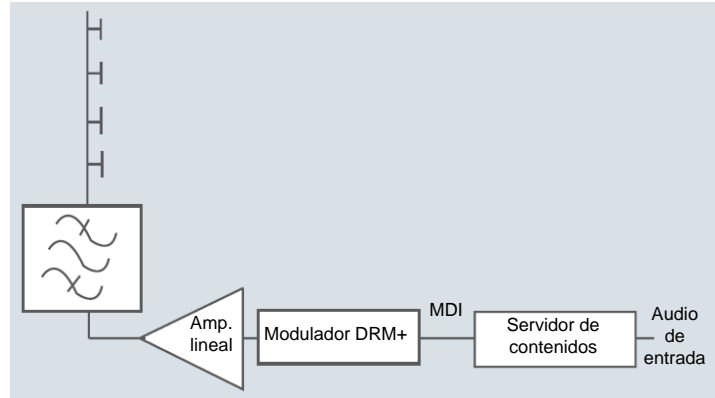 Amp.
lineal
Modulador DRM+
MDI
Servidor de
contenidos
Audio
de
entrada